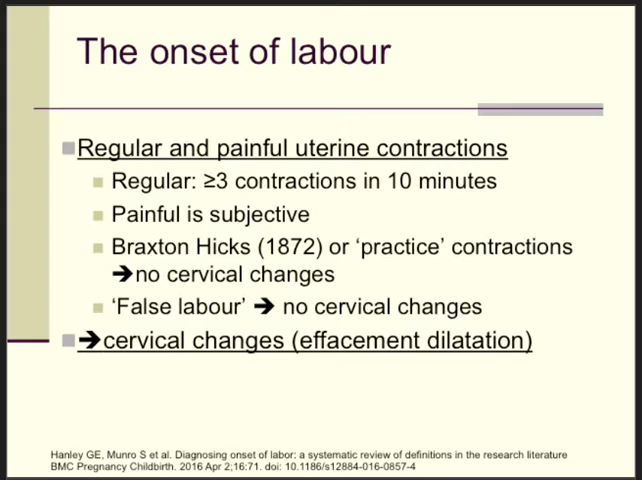 The onset of labour
Regular and painful uterine contractions
Regular: ≥3 contractions in 10 minutes
Painful is subjective
Braxton Hicks (1872) or ‘practice’ contractions
➔no cervical changes
‘False labour’ ➔ no cervical changes
➔cervical changes (effacement dilatation)
Hanley GE, Munro S et al. Diagnosing onset of labor: a systematic review of definitions in the research literature
BMC Pregnancy Childbirth. 2016 Apr 2;16:71. doi: 10.1186/s12884-016-0857-4